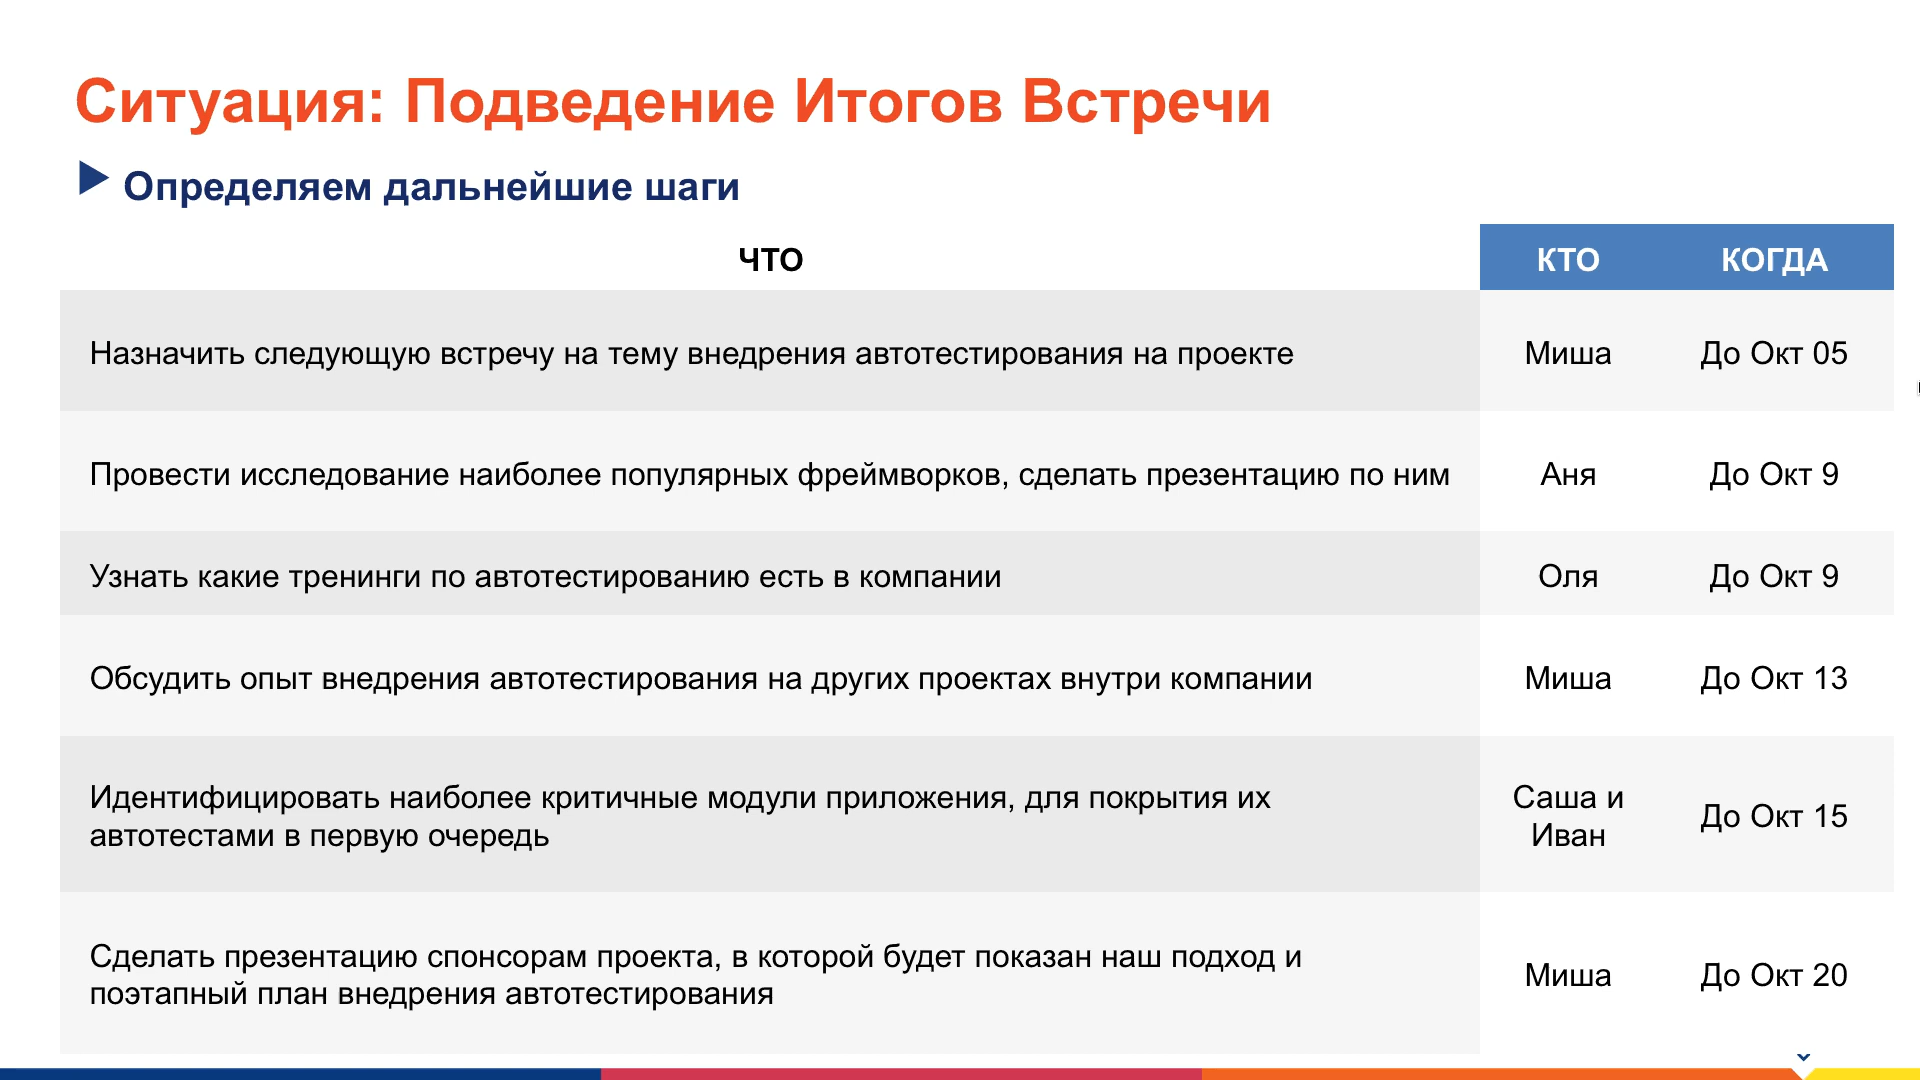 Ситуация: Подведение Итогов Встречи
Определяем дальнейшие шаги
ЧТО КТО КОГДА
Назначить следующую встречу на тему внедрения автотестирования на проекте Миша До Окт 05
Провести исследование наиболее популярных фреймворков, сделать презентацию по ним Аня До Окт 9
Узнать какие тренинги по автотестированию есть в компании Оля До Окт 9
Обсудить опыт внедрения автотестирования на других проектах внутри компании Миша До Окт 13
Идентифицировать наиболее критичные модули приложения, для покрытия их
автотестами в первую очередь
Саша и
Иван
До Окт 15
Сделать презентацию спонсорам проекта, в которой будет показан наш подход и
поэтапный план внедрения автотестирования
Миша До Окт 20